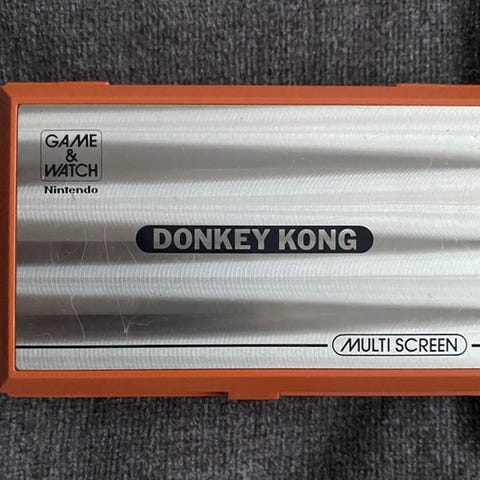 GAME
&
WATCH
Nintendo
DONKEY KONG
MULTI SCREEN